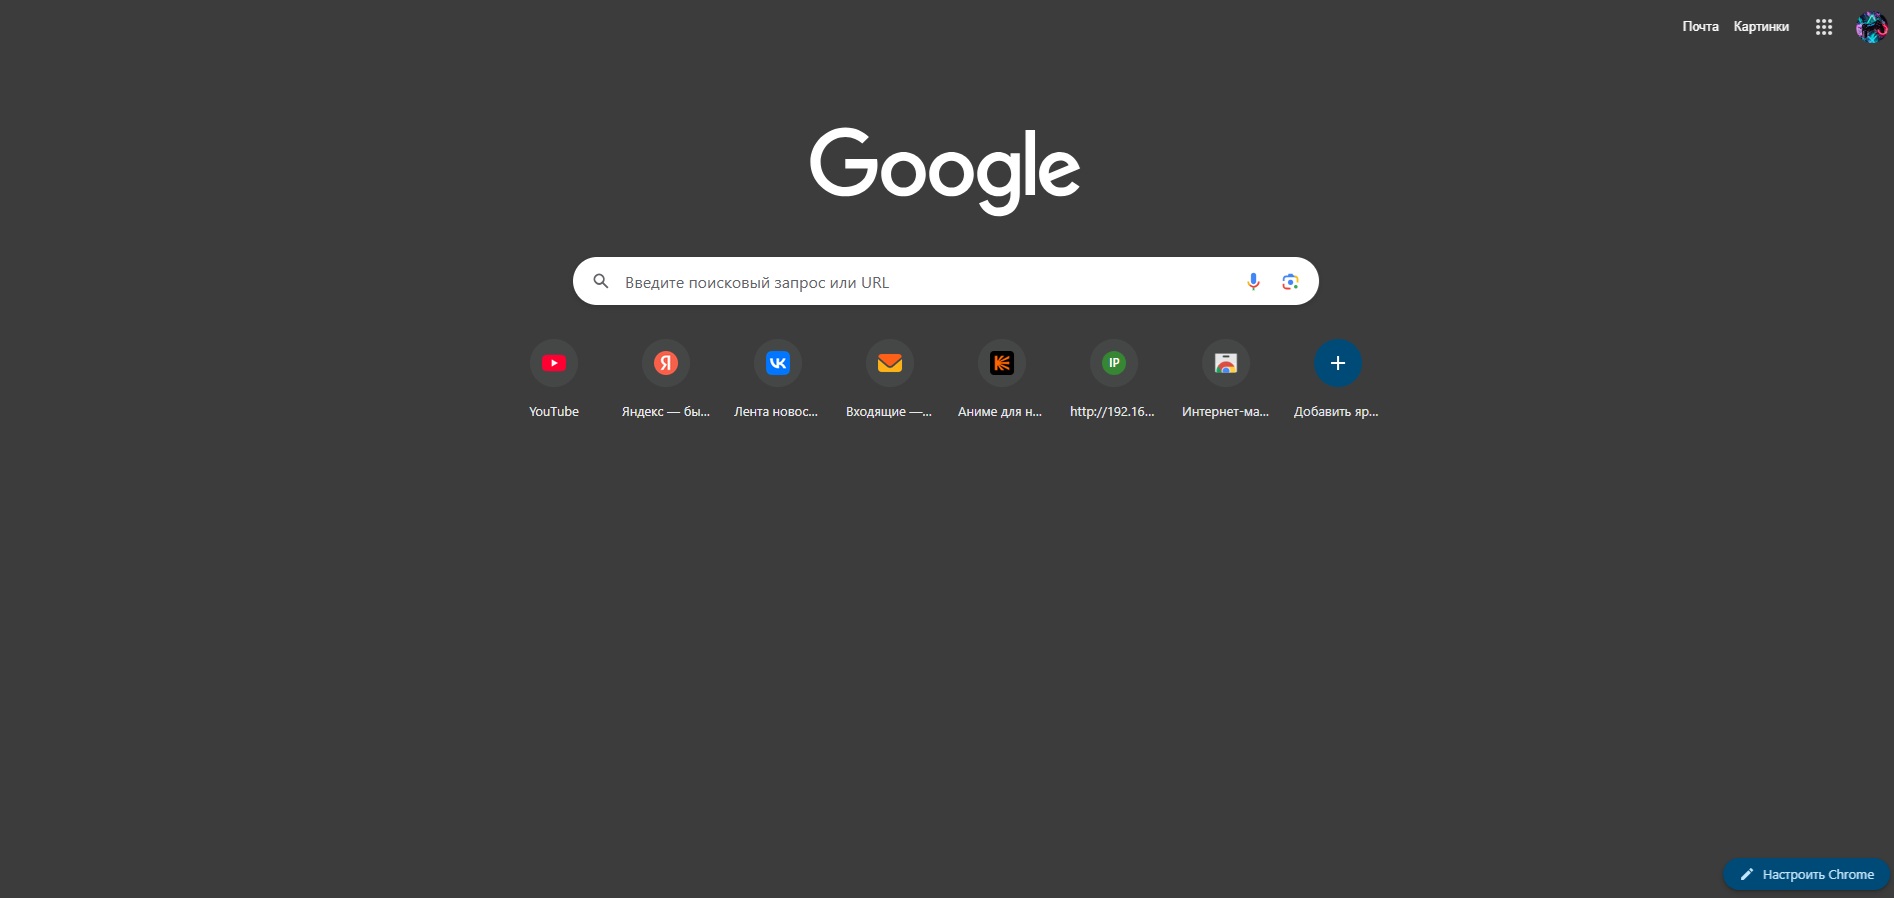 Почта Картинки
Google
Введите поисковый запрос или URL
YouTube Яндекс — бы... Лента новос... Входящие —... Аниме для н... http://192.16... Интернет-ма... Добавить яр...
Я VK IP
Настроить Chrome